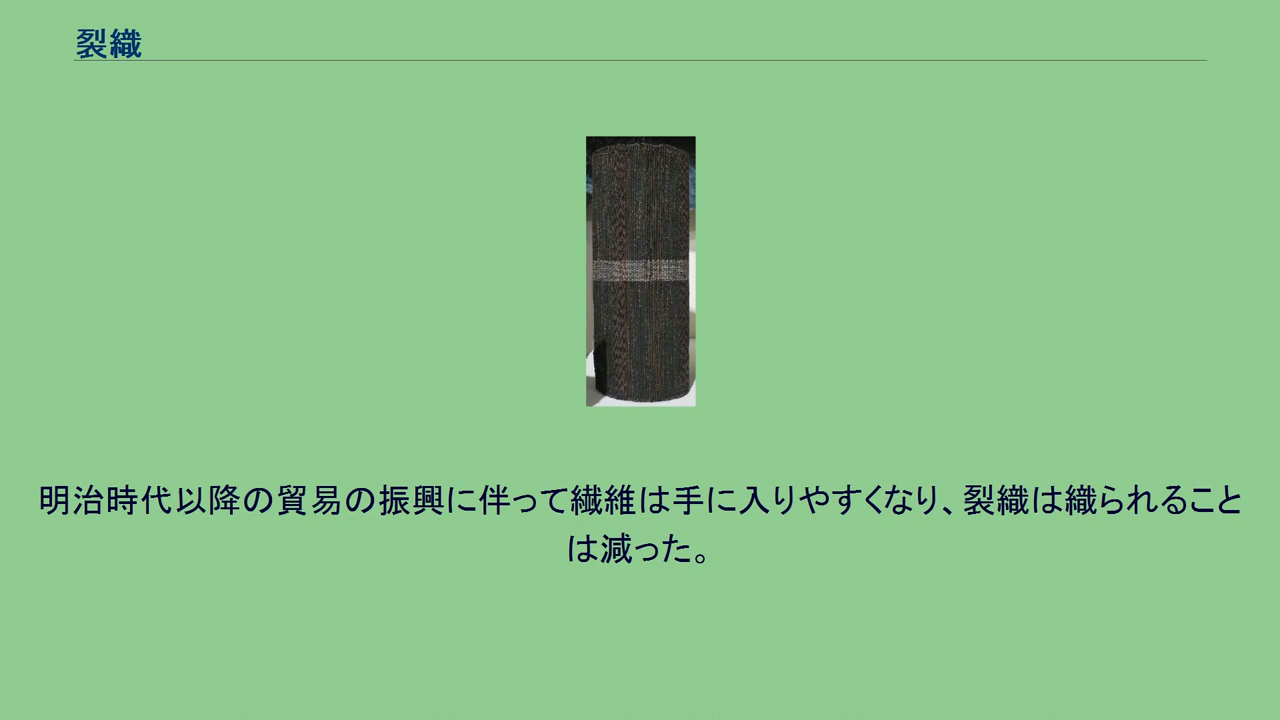 裂織
明治時代以降の貿易の振興に伴って繊維は手に入りやすくなり、裂織は織られること
は減った。